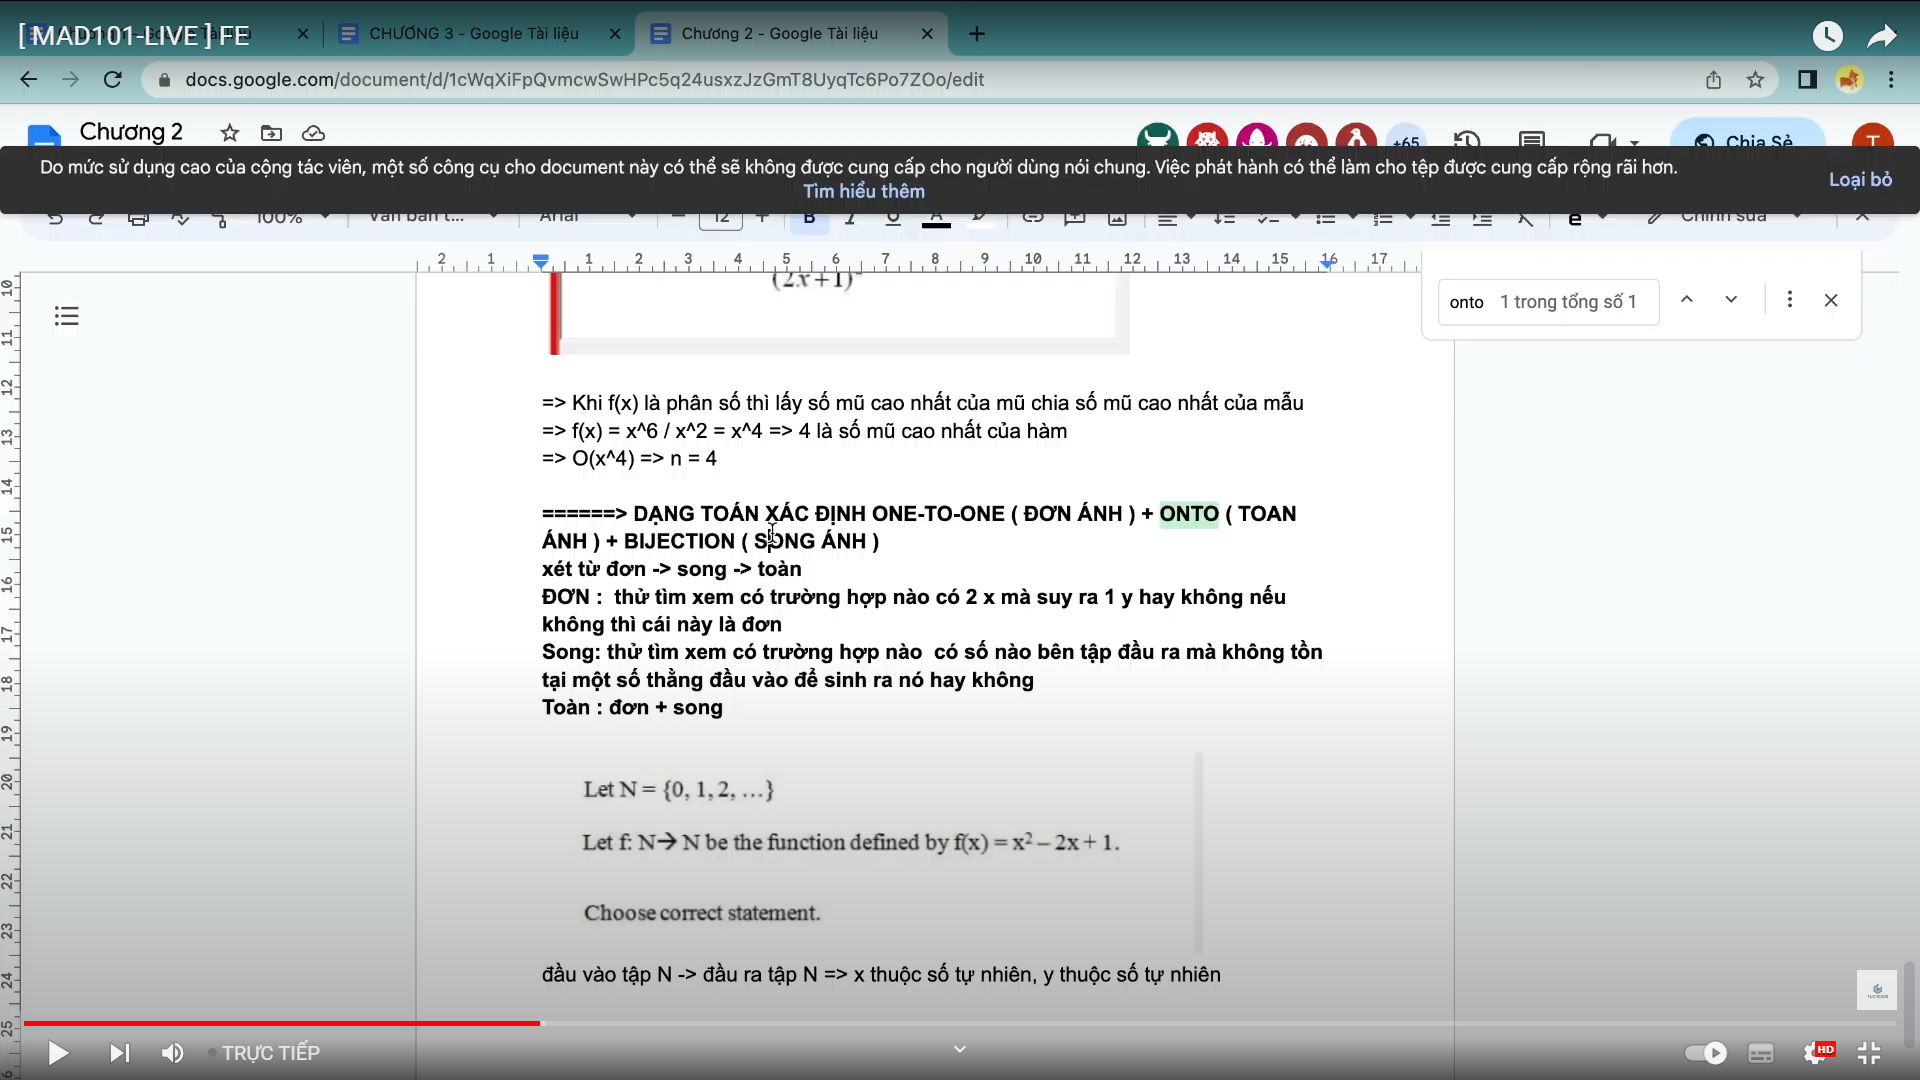 [ MAD101-LIVE ] FE
CHƯƠNG 3 - Google Tài liệu
Chương 2 - Google Tài liệu
docs.google.com/document/d/1cWqXiFpQvmcwSwHPc5q24usxzJzGmT8UyqTc6Po7ZOo/edit
Chương 2
+65
Chia Sẻ
T
Do mức sử dụng cao của cộng tác viên, một số công cụ cho document này có thể sẽ không được cung cấp cho người dùng nói chung. Việc phát hành có thể làm cho tệp được cung cấp rộng rãi hơn.
Tìm hiểu thêm
Loại bỏ
100%
Văn bản t...
Arial
12
Chỉnh sửa
2 1 1 2 3 4 5 6 7 8 9 10 11 12 13 14 15 16 17
onto 1 trong tổng số 1
(2x+1)
=> Khi f(x) là phân số thì lấy số mũ cao nhất của mũ chia số mũ cao nhất của mẫu
=> f(x) = x^6 / x^2 = x^4 => 4 là số mũ cao nhất của hàm
=> O(x^4) => n = 4
======> DẠNG TOÁN XÁC ĐỊNH ONE-TO-ONE ( ĐƠN ÁNH ) + ONTO ( TOAN
ÁNH ) + BIJECTION ( SONG ÁNH )
xét từ đơn -> song -> toàn
ĐƠN : thử tìm xem có trường hợp nào có 2 x mà suy ra 1 y hay không nếu
không thì cái này là đơn
Song: thử tìm xem có trường hợp nào có số nào bên tập đầu ra mà không tồn
tại một số thằng đầu vào để sinh ra nó hay không
Toàn : đơn + song
Let N = {0, 1, 2, …}
Let f: N→ N be the function defined by f(x) = x² – 2x + 1.
Choose correct statement.
đầu vào tập N -> đầu ra tập N => x thuộc số tự nhiên, y thuộc số tự nhiên
10
11
12
13
14
15
16
17
18
19
20
21
22
23
24
25
TRỰC TIẾP
HD